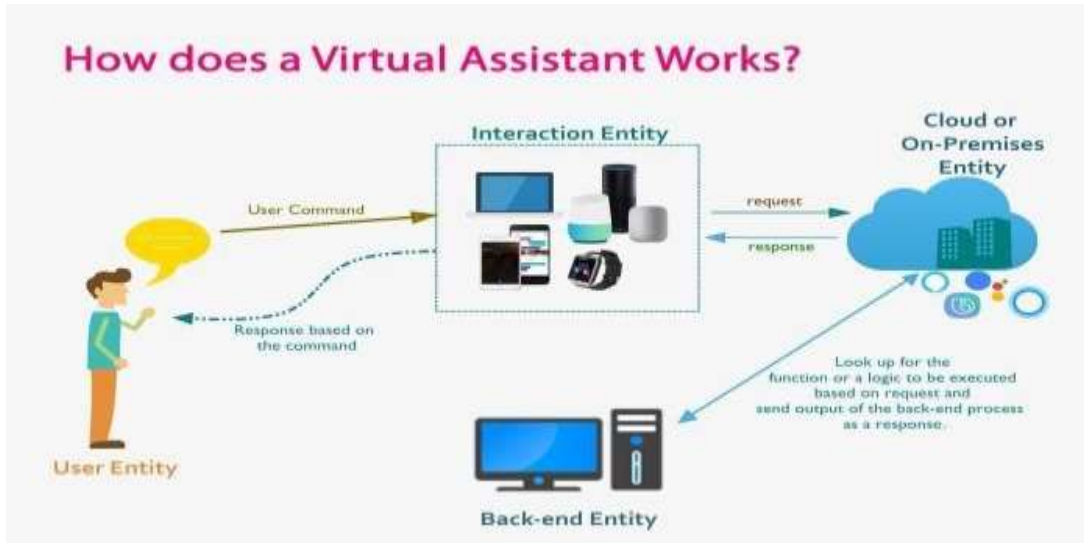 How does a Virtual Assistant Works?
Interaction Entity
Cloud or
On-Premises
Entity
User Command
request
response
Response based on
the command
Look up for the
function or a logic to be executed
based on request and
send output of the back-end process
as a response.
User Entity
Back-end Entity